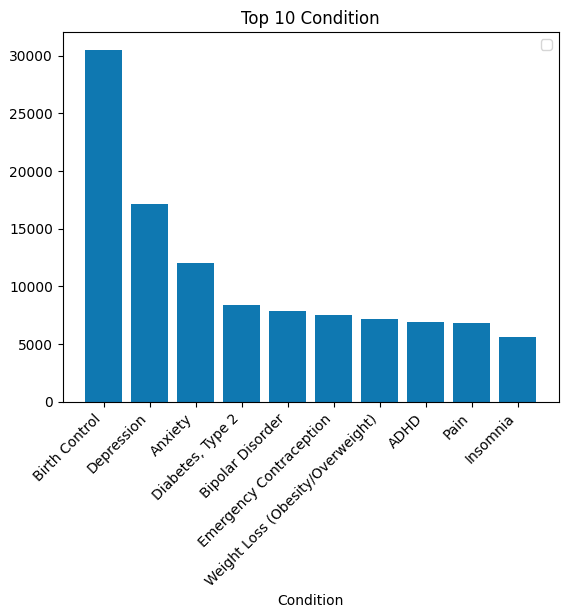 Top 10 Condition
30000
25000
20000
15000
10000
5000
0
Birth Control
Depression
Anxiety
Diabetes, Type 2
Bipolar Disorder
Emergency Contraception
Weight Loss (Obesity/Overweight)
ADHD
Pain
Insomnia
Condition